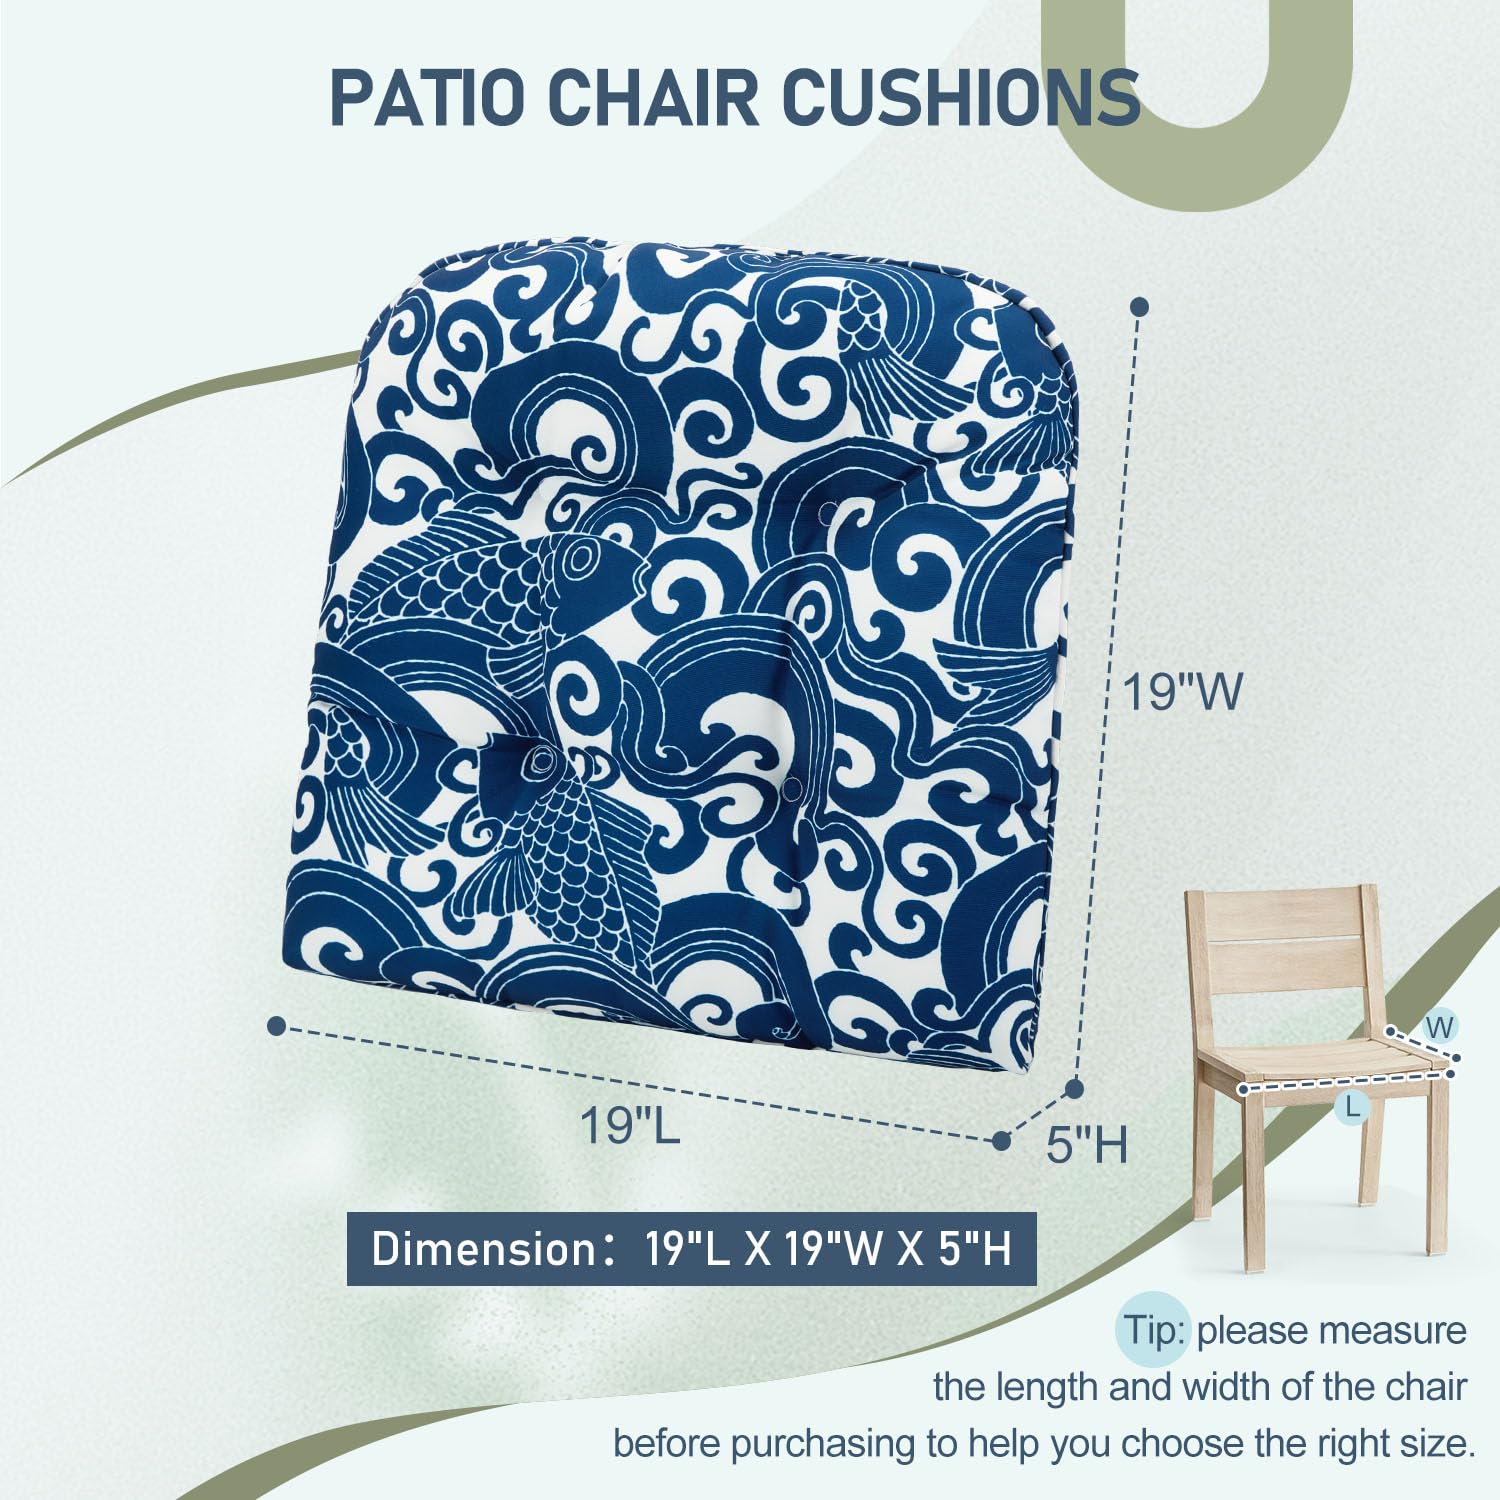 PATIO CHAIR CUSHIONS
19"W
19"L
5"H
W
L
Dimension：19"L X 19"W X 5"H
Tip: please measure
the length and width of the chair
before purchasing to help you choose the right size.